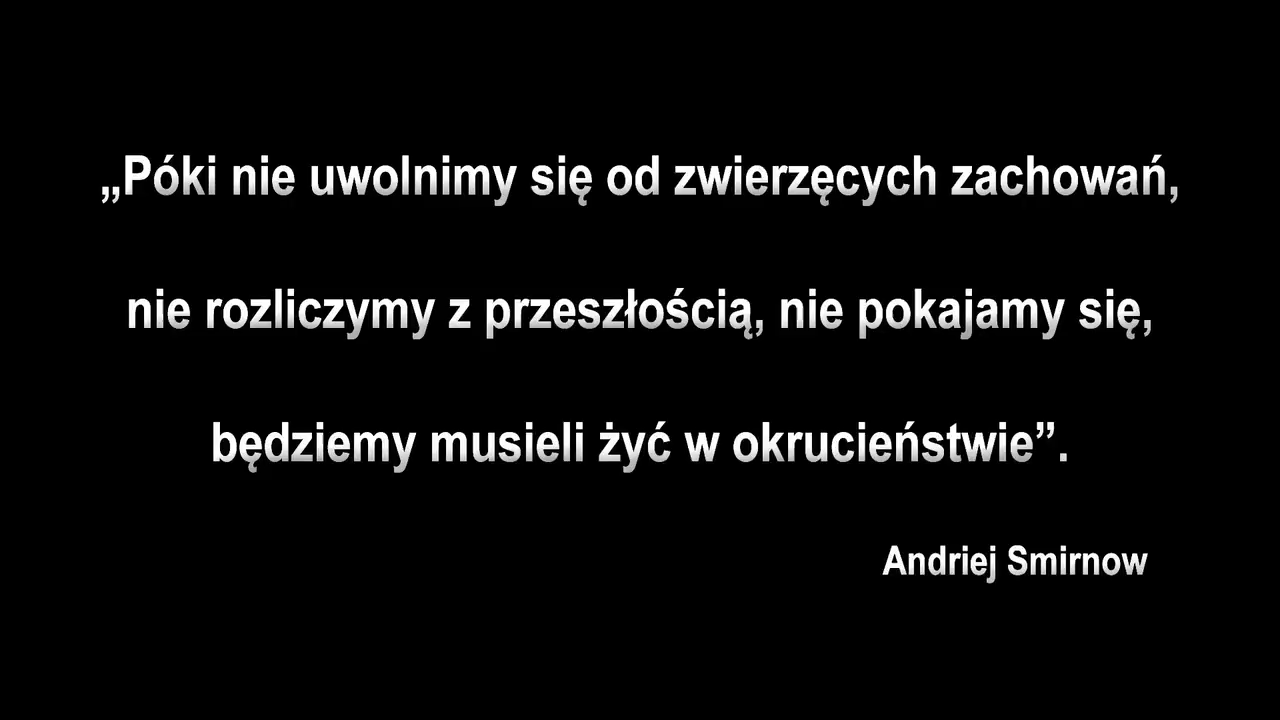 „Póki nie uwolnimy się od zwierzęcych zachowań,
nie rozliczymy z przeszłością, nie pokajamy się,
będziemy musieli żyć w okrucieństwie”.
Andriej Smirnow